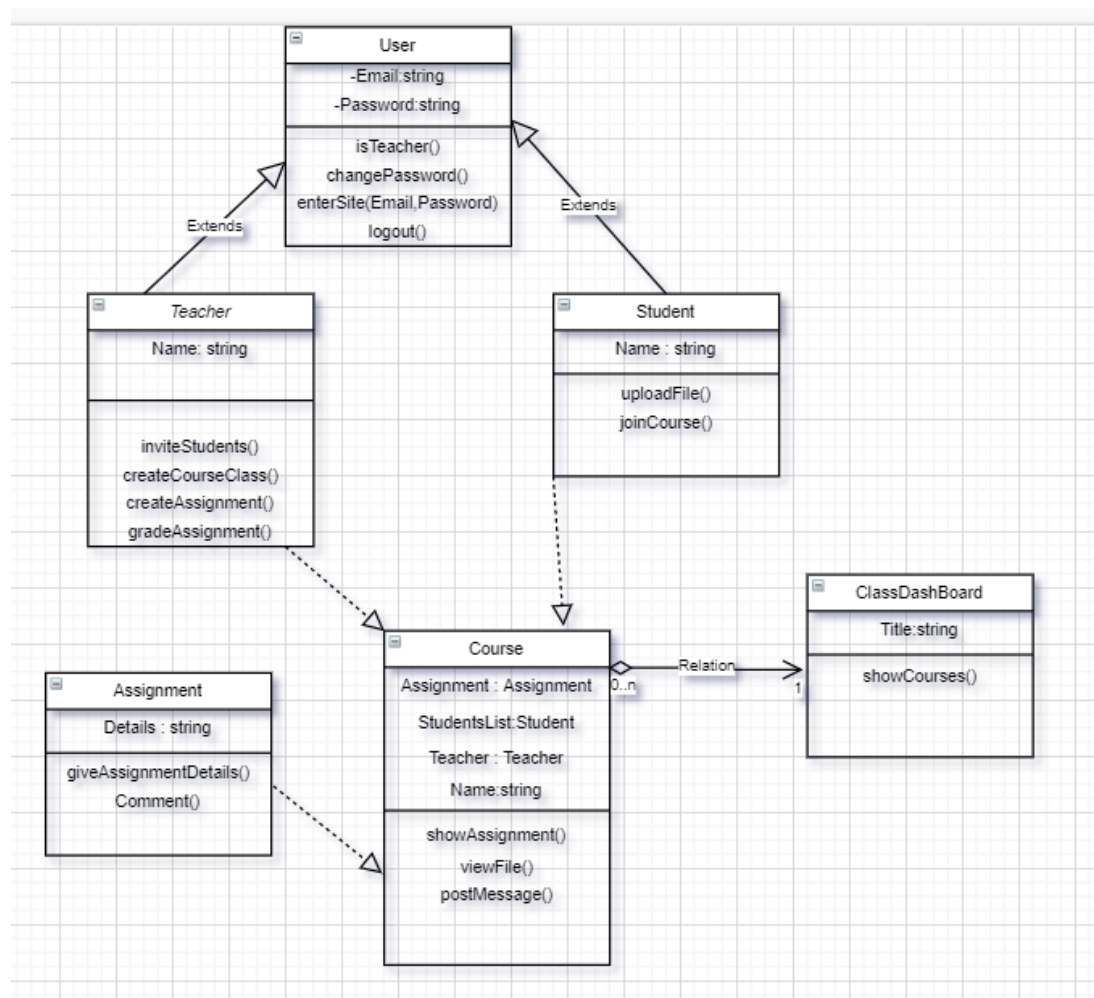 User
-Email:string
-Password:string
isTeacher()
changePassword()
enterSite(Email,Password)
logout()
Extends
Extends
Teacher
Name: string
inviteStudents()
createCourseClass()
createAssignment()
gradeAssignment()
Student
Name : string
uploadFile()
joinCourse()
ClassDashBoard
Title:string
showCourses()
Course
Assignment : Assignment
StudentsList:Student
Teacher : Teacher
Name:string
showAssignment()
viewFile()
postMessage()
0..n
Relation
1
Assignment
Details : string
giveAssignmentDetails()
Comment()